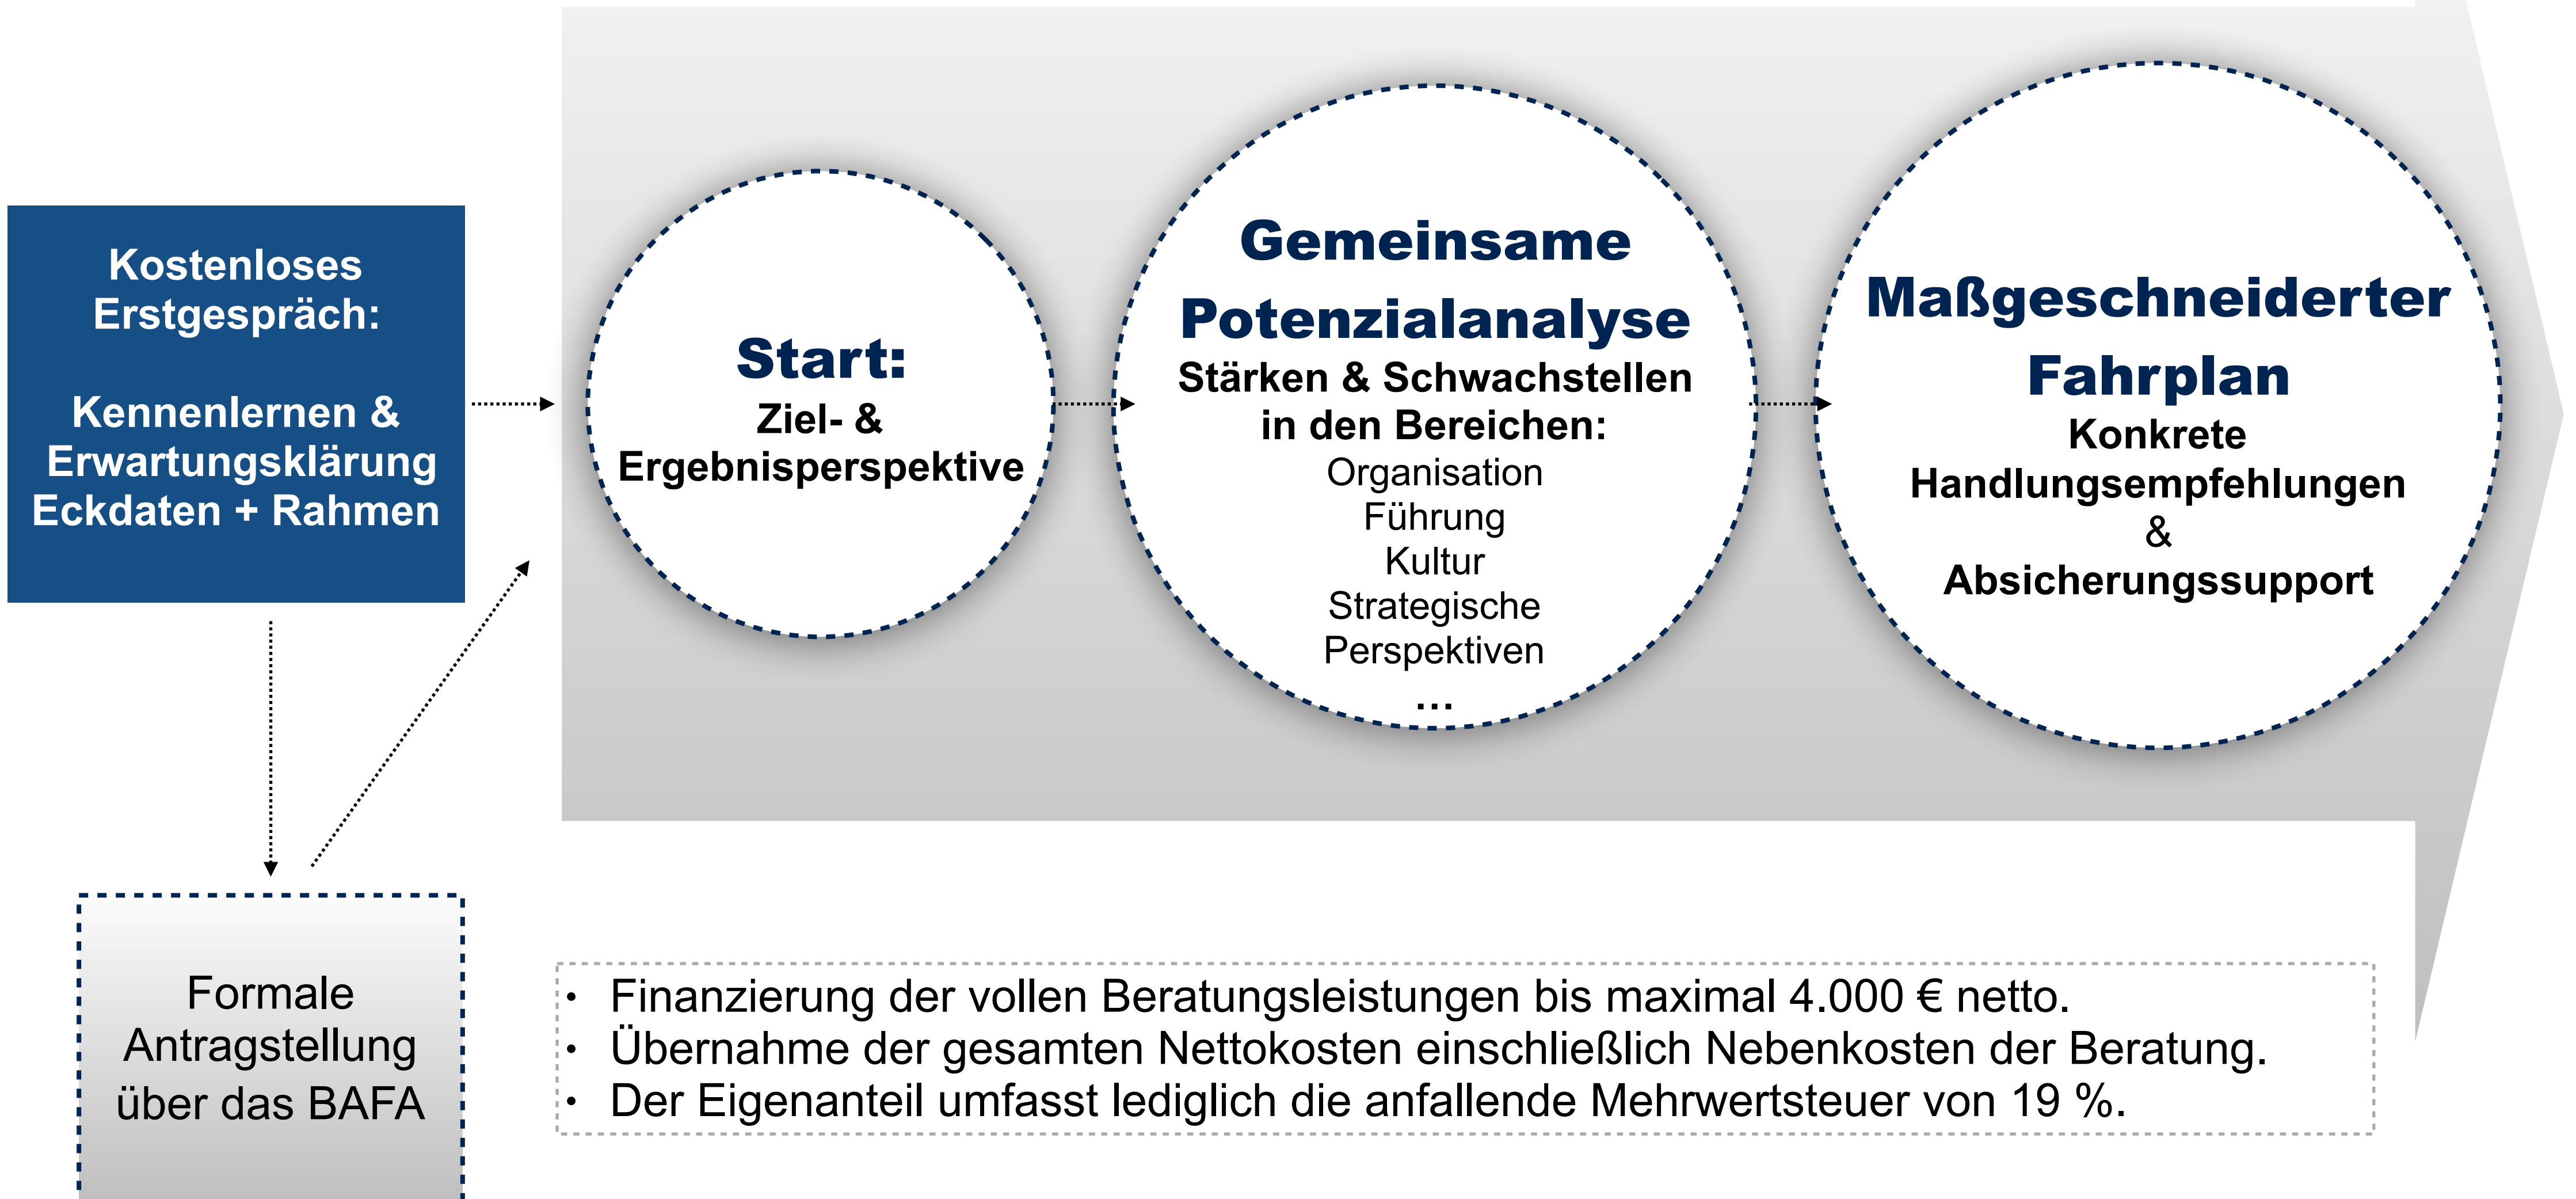 Kostenloses
Erstgespräch:
Kennenlernen &
Erwartungsklärung
Eckdaten + Rahmen
Start:
Ziel- &
Ergebnisperspektive
Gemeinsame
Potenzialanalyse
Stärken & Schwachstellen
in den Bereichen:
Organisation
Führung
Kultur
Strategische
Perspektiven
...
Maßgeschneiderter
Fahrplan
Konkrete
Handlungsempfehlungen
&
Absicherungssupport
Formale
Antragstellung
über das BAFA
• Finanzierung der vollen Beratungsleistungen bis maximal 4.000 € netto.
• Übernahme der gesamten Nettokosten einschließlich Nebenkosten der Beratung.
• Der Eigenanteil umfasst lediglich die anfallende Mehrwertsteuer von 19 %.